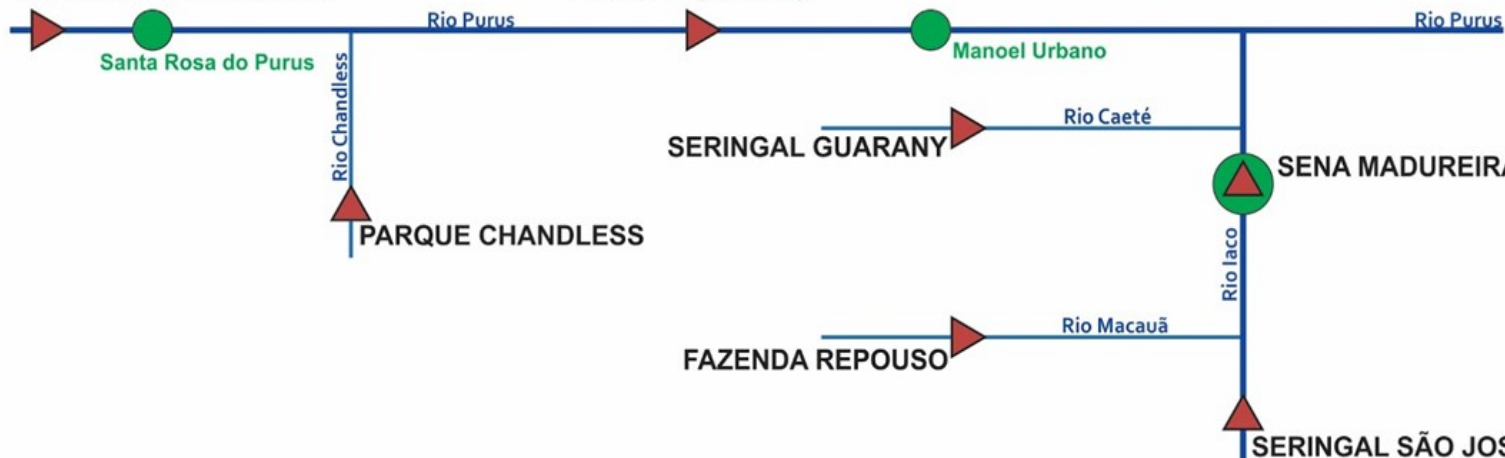 Rio Purus
Rio Purus
Santa Rosa do Purus
Manoel Urbano
Rio Chandless
Rio Caeté
SERINGAL GUARANY
SENA MADUREIRA
PARQUE CHANDLESS
Rio Iaco
Rio Macauã
FAZENDA REPOUSO
SERINGAL SÃO JOS